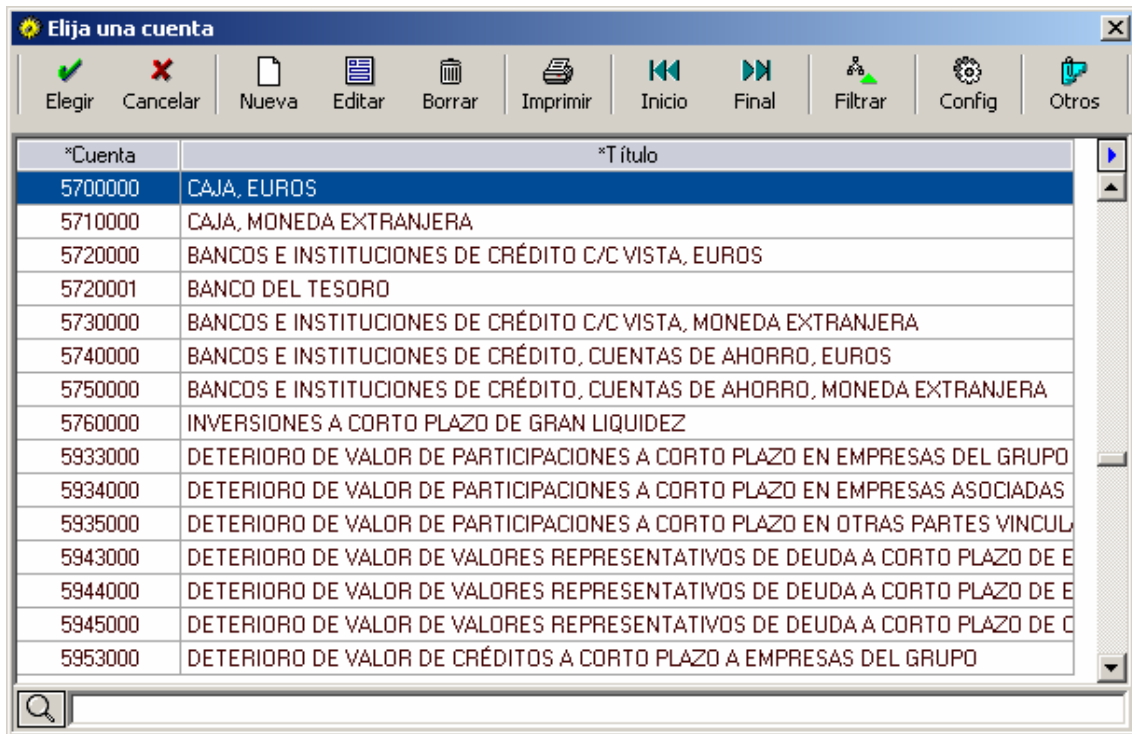 Elija una cuenta
Elegir Cancelar Nueva Editar Borrar Imprimir Inicio Final Filtrar Config Otros
*Cuenta *Título
5700000 CAJA, EUROS
5710000 CAJA, MONEDA EXTRANJERA
5720000 BANCOS E INSTITUCIONES DE CRÉDITO C/C VISTA, EUROS
5720001 BANCO DEL TESORO
5730000 BANCOS E INSTITUCIONES DE CRÉDITO C/C VISTA, MONEDA EXTRANJERA
5740000 BANCOS E INSTITUCIONES DE CRÉDITO, CUENTAS DE AHORRO, EUROS
5750000 BANCOS E INSTITUCIONES DE CRÉDITO, CUENTAS DE AHORRO, MONEDA EXTRANJERA
5760000 INVERSIONES A CORTO PLAZO DE GRAN LIQUIDEZ
5933000 DETERIORO DE VALOR DE PARTICIPACIONES A CORTO PLAZO EN EMPRESAS DEL GRUPO
5934000 DETERIORO DE VALOR DE PARTICIPACIONES A CORTO PLAZO EN EMPRESAS ASOCIADAS
5935000 DETERIORO DE VALOR DE PARTICIPACIONES A CORTO PLAZO EN OTRAS PARTES
5943000 DETERIORO DE VALOR DE VALORES REPRESENTATIVOS DE DEUDA A CORTO PLAZO DE
5944000 DETERIORO DE VALOR DE VALORES REPRESENTATIVOS DE DEUDA A CORTO PLAZO DE
5945000 DETERIORO DE VALOR DE VALORES REPRESENTATIVOS DE DEUDA A CORTO PLAZO DE
5953000 DETERIORO DE VALOR DE CRÉDITOS A CORTO PLAZO A EMPRESAS DEL GRUPO